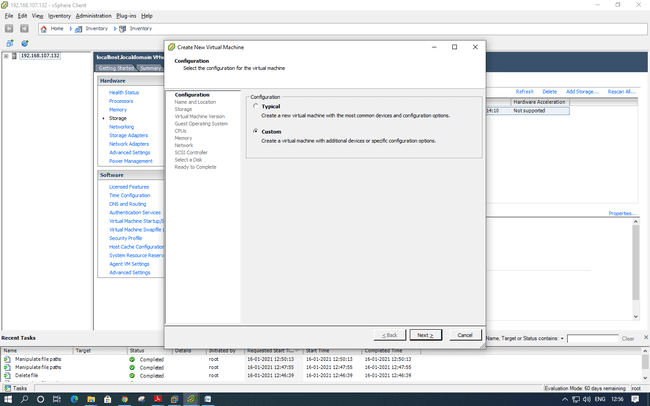 192.168.107.132 - vSphere Client
File Edit View Inventory Administration Plug-ins Help
Home Inventory Inventory
192.168.107.132
localhost.localdomain VMw
Getting Started Summary
Hardware
Health Status
Processors
Memory
Storage
Networking
Storage Adapters
Network Adapters
Advanced Settings
Power Management
Software
Licensed Features
Time Configuration
DNS and Routing
Authentication Services
Virtual Machine Startup/S
Virtual Machine Swapfile L
Security Profile
Host Cache Configuration
System Resource Reserv
Agent VM Settings
Advanced Settings
Create New Virtual Machine
Configuration
Select the configuration for the virtual machine
Configuration
Name and Location
Storage
Virtual Machine Version
Guest Operating System
CPUs
Memory
Network
SCSI Controller
Select a Disk
Ready to Complete
Configuration
Typical
Create a new virtual machine with the most common devices and configuration options.
Custom
Create a virtual machine with additional devices or specific configuration options.
< Back Next > Cancel
Refresh Delete Add Storage... Rescan All...
Hardware Acceleration
14:10 Not supported
Properties...
Recent Tasks
Name, Target or Status contains: Clear
Name Target Status Details Initiated by Requested Start Ti... Start Time Completed Time
Manipulate file paths Completed root 16-01-2021 12:50:13 16-01-2021 12:50:13 16-01-2021 12:50:13
Manipulate file paths Completed root 16-01-2021 12:47:55 16-01-2021 12:47:55 16-01-2021 12:47:55
Delete file Completed root 16-01-2021 12:46:39 16-01-2021 12:46:39 16-01-2021 12:46:39
Tasks Evaluation Mode: 60 days remaining root
ENG 12:56